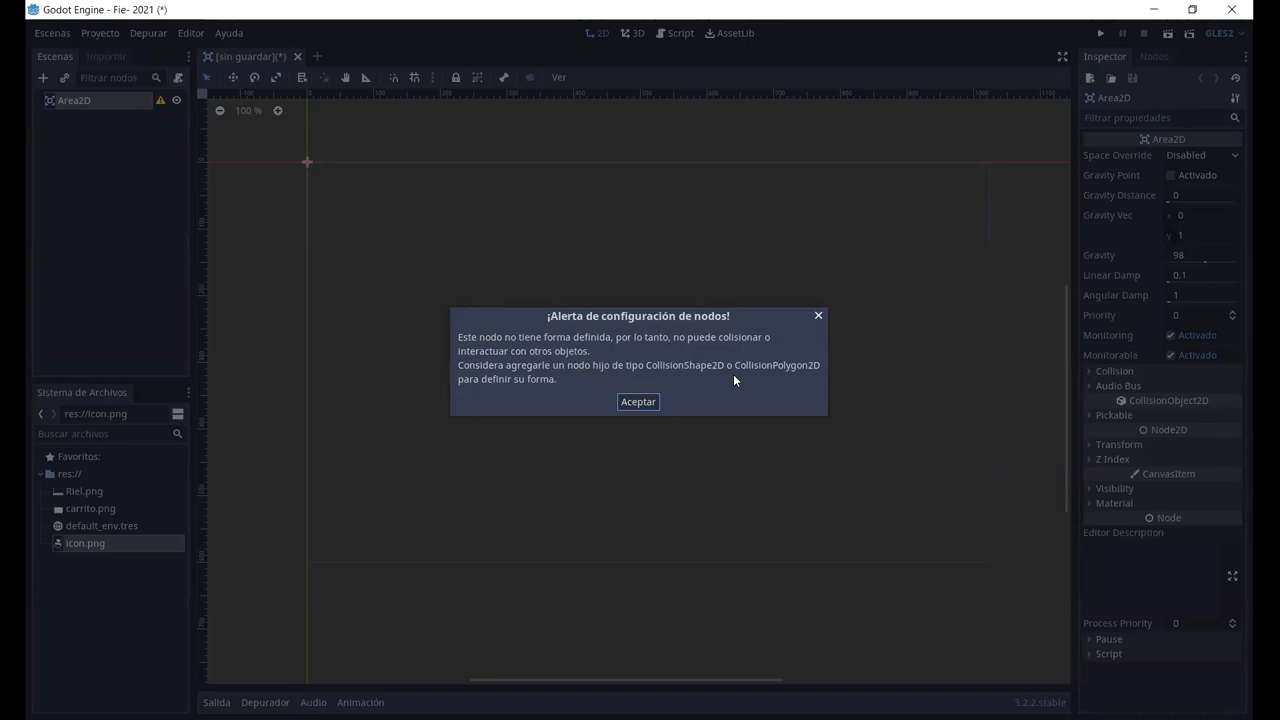 Godot Engine - Fie- 2021 (*)
Escenas Proyecto Depurar Editor Ayuda
2D 3D Script AssetLib
GLES2
Escenas Importar
[sin guardar](*)
Inspector Nodos
Filtrar nodos
Ver
Area2D
Area2D
100 %
Filtrar propiedades
Area2D
Space Override Disabled
Gravity Point Activado
Gravity Distance 0
Gravity Vec x 0
y 1
Gravity 98
Linear Damp 0.1
Angular Damp 1
Priority 0
Monitoring Activado
Monitorable Activado
Collision
Audio Bus
CollisionObject2D
Pickable
Node2D
Transform
Z Index
CanvasItem
Visibility
Material
Node
Editor Description
Process Priority 0
Pause
Script
¡Alerta de configuración de nodos!
Este nodo no tiene forma definida, por lo tanto, no puede colisionar o
interactuar con otros objetos.
Considera agregarle un nodo hijo de tipo CollisionShape2D o CollisionPolygon2D
para definir su forma.
Aceptar
Sistema de Archivos
res://icon.png
Buscar archivos
Favoritos:
res://
Riel.png
carrito.png
default_env.tres
icon.png
Salida Depurador Audio Animación
3.2.2.stable